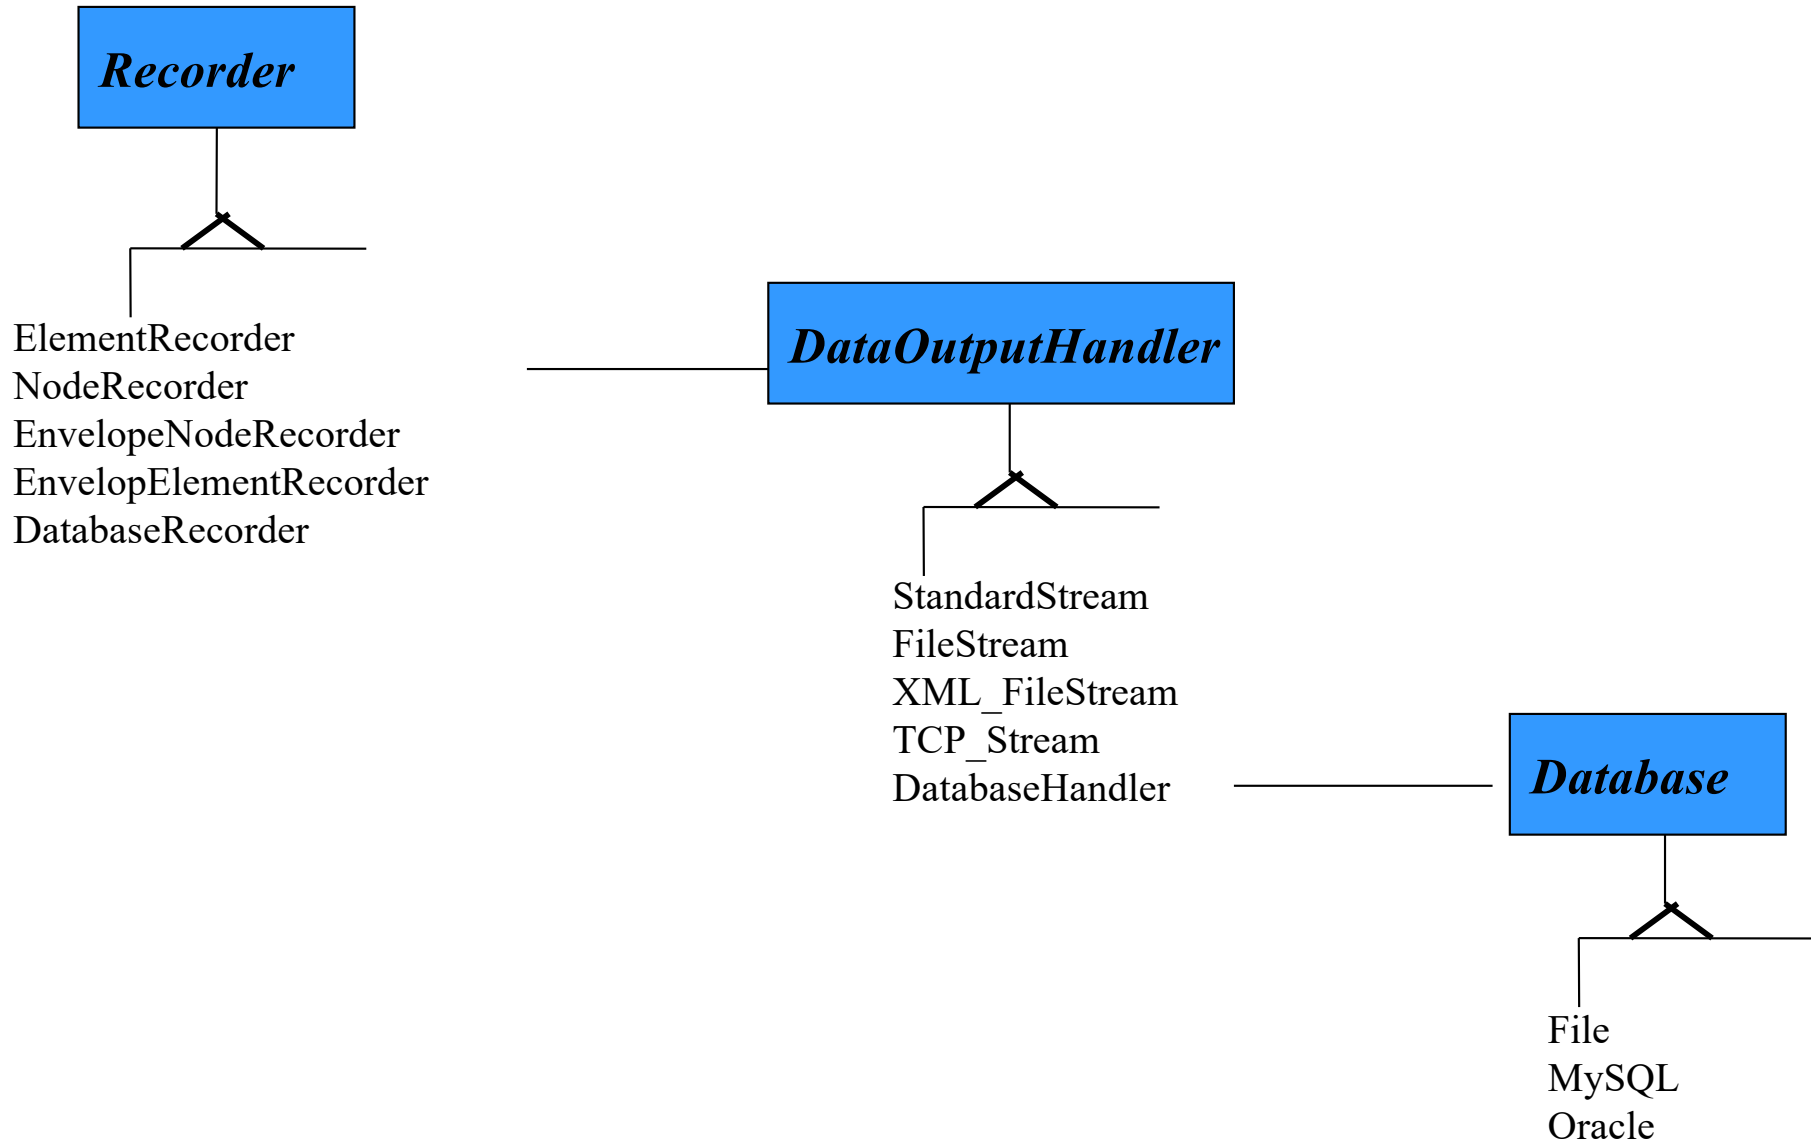 Recorder
ElementRecorder
NodeRecorder
EnvelopeNodeRecorder
EnvelopElementRecorder
DatabaseRecorder
DataOutputHandler
StandardStream
FileStream
XML_FileStream
TCP_Stream
DatabaseHandler
Database
File
MySQL
Oracle